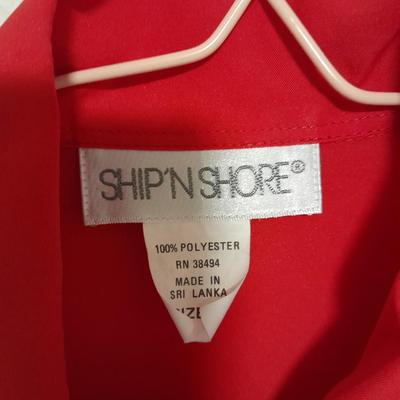 SHIP'N SHORE®
100% POLYESTER
RN 38494
MADE IN
SRI LANKA